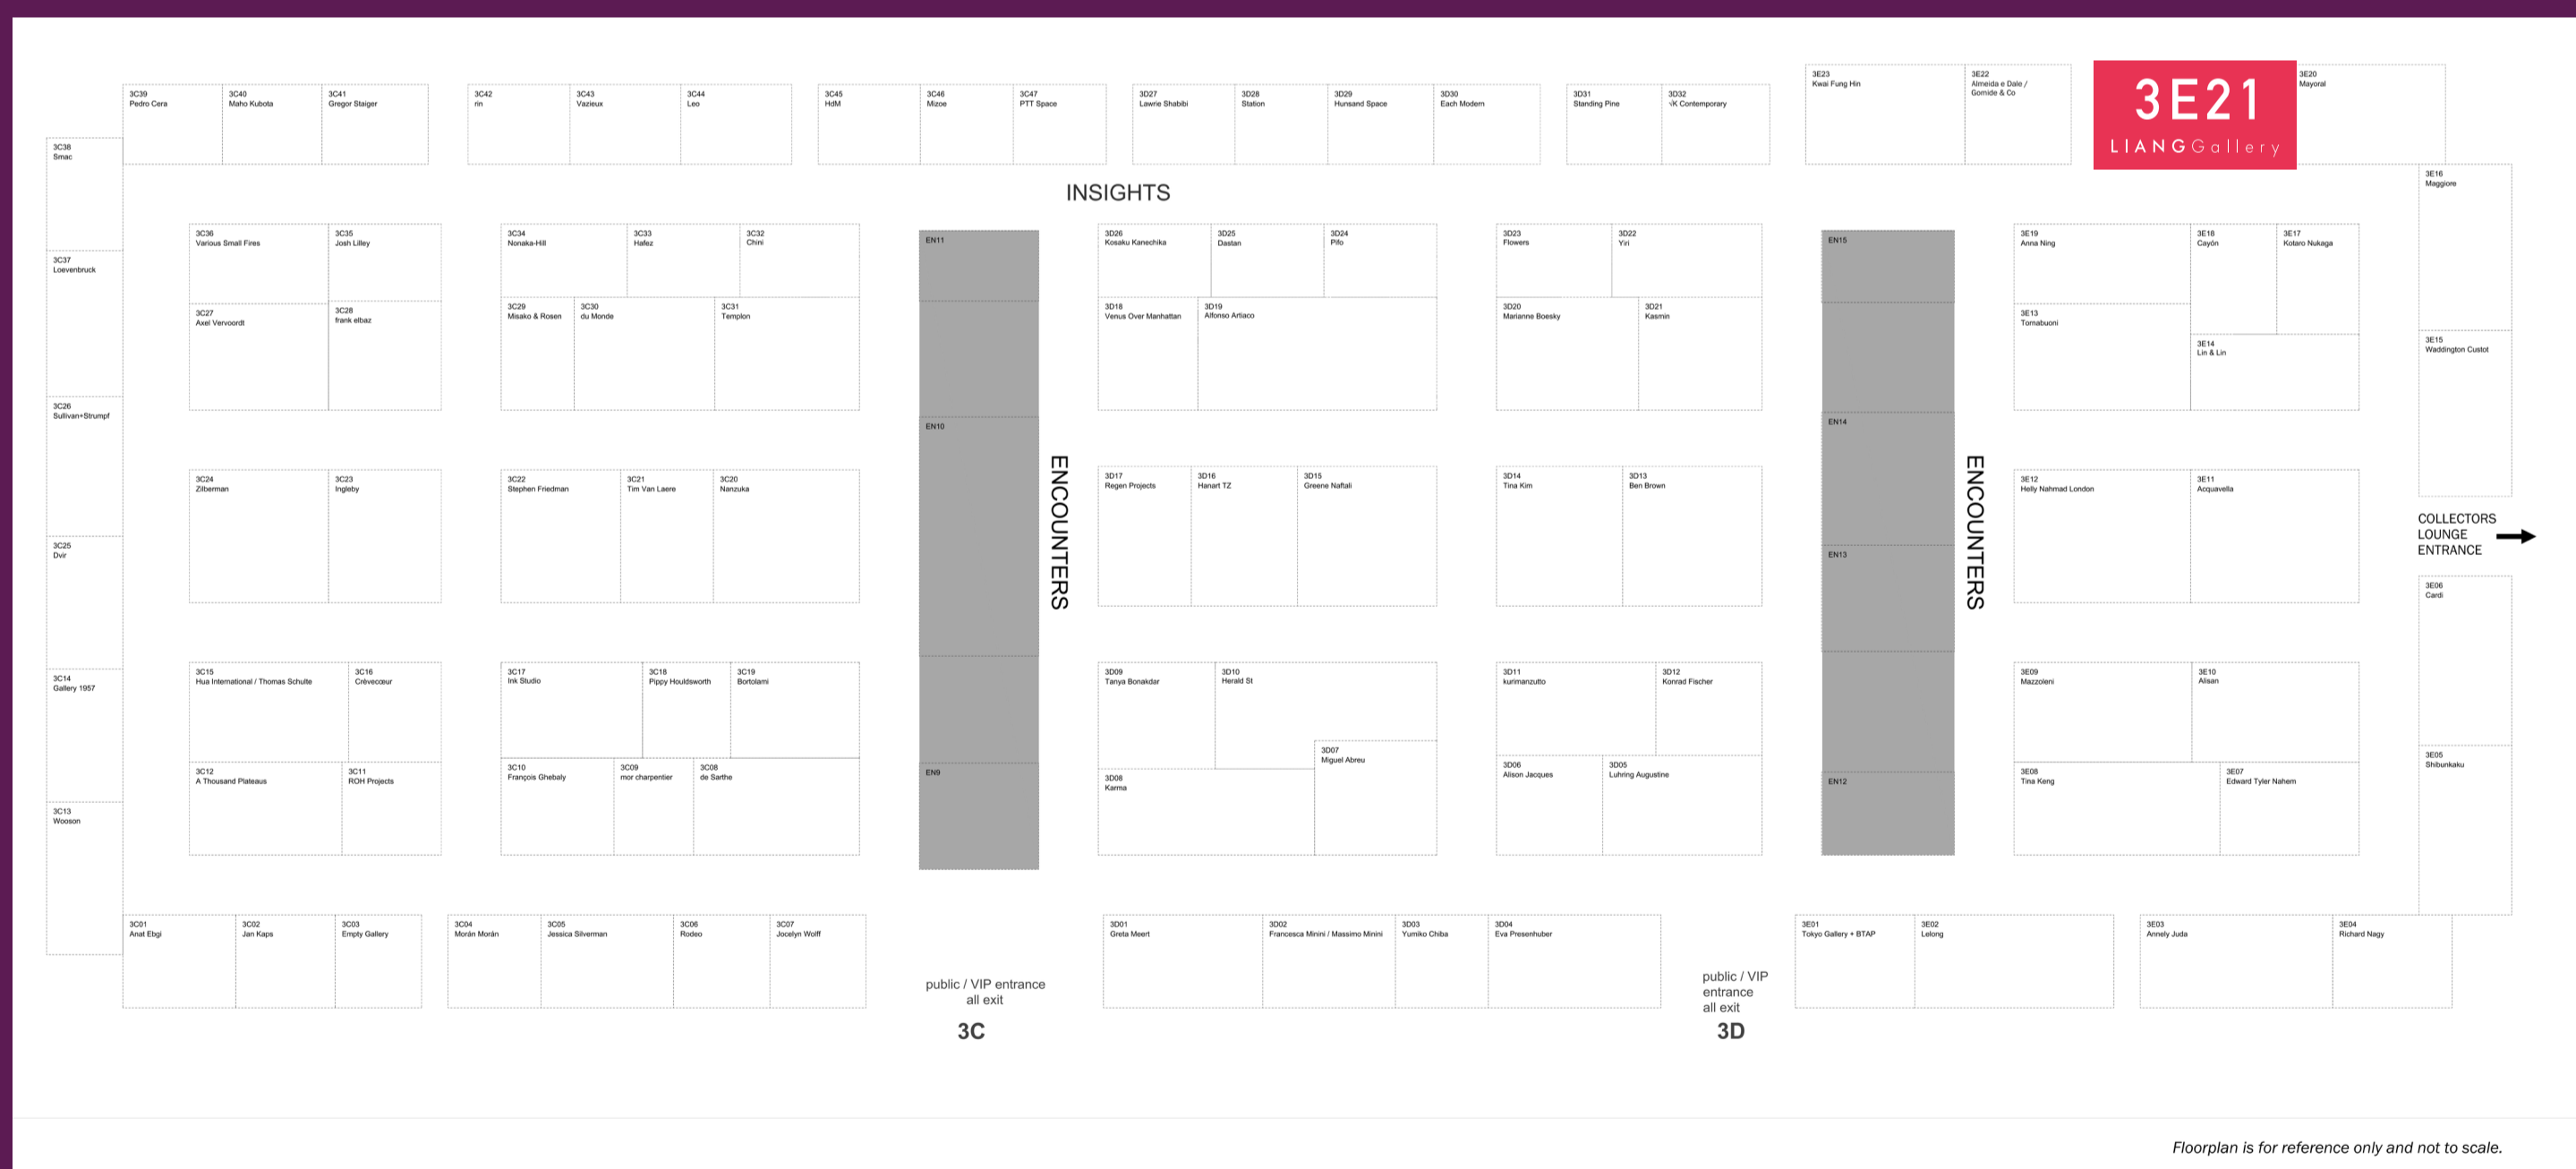 3C39
Pedro Cera
3C40
Maho Kubota
3C41
Gregor Staiger
3C42
rin
3C43
Vazieux
3C44
Leo
3C45
HdM
3C46
Mizoe
3C47
PTT Space
3D27
Lawrie Shabibi
3D28
Station
3D29
Hunsand Space
3D30
Each Modern
3D31
Standing Pine
3D32
√K Contemporary
3E23
Kwai Fung Hin
3E22
Almeida e Dale /
Gomide & Co
3E21
LIANG Gallery
3E20
Mayoral
3C38
Smac
3E16
Maggiore
INSIGHTS
3C36
Various Small Fires
3C35
Josh Lilley
3C34
Nonaka-Hill
3C33
Hafez
3C32
Chini
EN11
3D26
Kosaku Kanechika
3D25
Dastan
3D24
Pifo
3D23
Flowers
3D22
Yiri
EN15
3E19
Anna Ning
3E18
Cayón
3E17
Kotaro Nukaga
3C37
Loevenbruck
3C27
Axel Vervoordt
3C28
frank elbaz
3C29
Misako & Rosen
3C30
du Monde
3C31
Templon
3D18
Venus Over Manhattan
3D19
Alfonso Artiaco
3D20
Marianne Boesky
3D21
Kasmin
3E13
Tornabuoni
3E14
Lin & Lin
3E15
Waddington Custot
3C26
Sullivan+Strumpf
EN10
EN14
ENCOUNTERS
ENCOUNTERS
3C24
Zilberman
3C23
Ingleby
3C22
Stephen Friedman
3C21
Tim Van Laere
3C20
Nanzuka
3D17
Regen Projects
3D16
Hanart TZ
3D15
Greene Naftali
3D14
Tina Kim
3D13
Ben Brown
3E12
Helly Nahmad London
3E11
Acquavella
COLLECTORS
LOUNGE
ENTRANCE
3C25
Dvir
EN13
3E06
Cardi
3C14
Gallery 1957
3C15
Hua International / Thomas Schulte
3C16
Crèvecœur
3C17
Ink Studio
3C18
Pippy Houldsworth
3C19
Bortolami
3D09
Tanya Bonakdar
3D10
Herald St
3D11
kurimanzutto
3D12
Konrad Fischer
3E09
Mazzoleni
3E10
Alisan
3D07
Miguel Abreu
3E05
Shibunkaku
3C12
A Thousand Plateaus
3C11
ROH Projects
3C10
François Ghebaly
3C09
mor charpentier
3C08
de Sarthe
EN9
3D08
Karma
3D06
Alison Jacques
3D05
Luhring Augustine
EN12
3E08
Tina Keng
3E07
Edward Tyler Nahem
3C13
Wooson
3C01
Anat Ebgi
3C02
Jan Kaps
3C03
Empty Gallery
3C04
Morán Morán
3C05
Jessica Silverman
3C06
Rodeo
3C07
Jocelyn Wolff
3D01
Greta Meert
3D02
Francesca Minini / Massimo Minini
3D03
Yumiko Chiba
3D04
Eva Presenhuber
3E01
Tokyo Gallery + BTAP
3E02
Lelong
3E03
Annely Juda
3E04
Richard Nagy
public / VIP entrance
all exit
3C
public / VIP
entrance
all exit
3D
Floorplan is for reference only and not to scale.